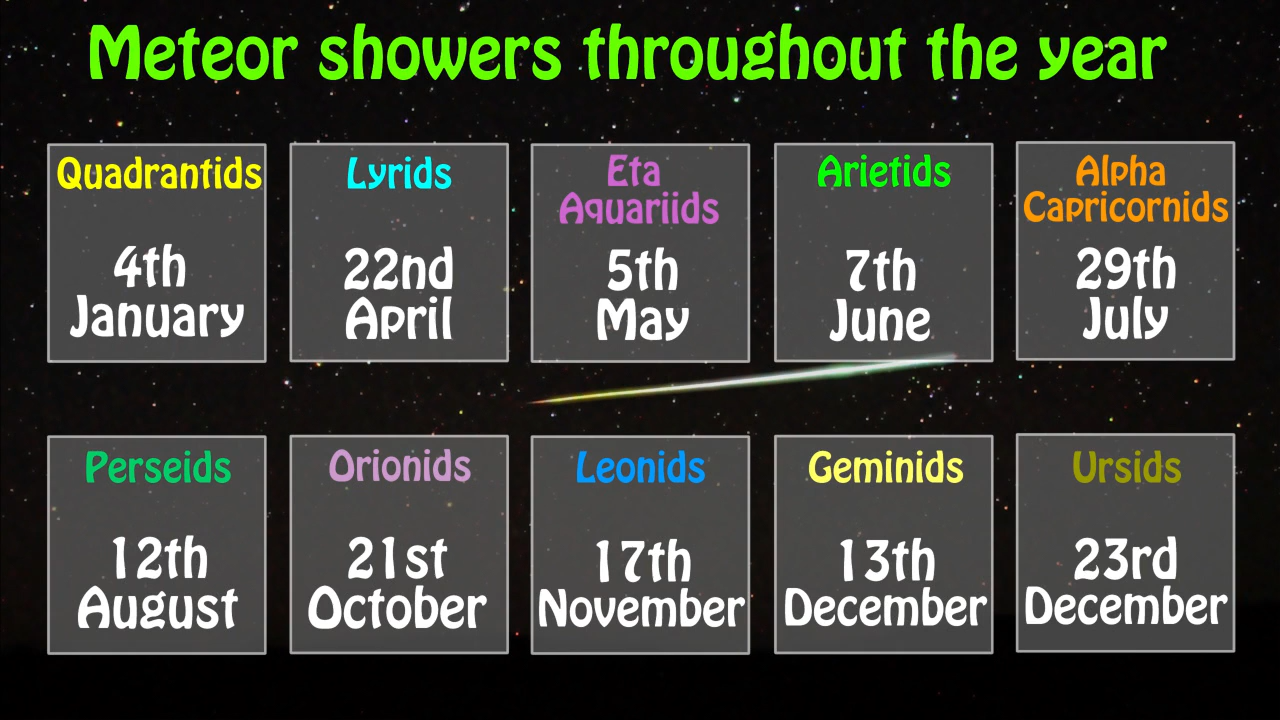 Meteor showers throughout the year
Quadrantids
4th
January
Lyrids
22nd
April
Eta
Aquariids
5th
May
Arietids
7th
June
Alpha
Capricornids
29th
July
Perseids
12th
August
Orionids
21st
October
Leonids
17th
November
Geminids
13th
December
Ursids
23rd
December